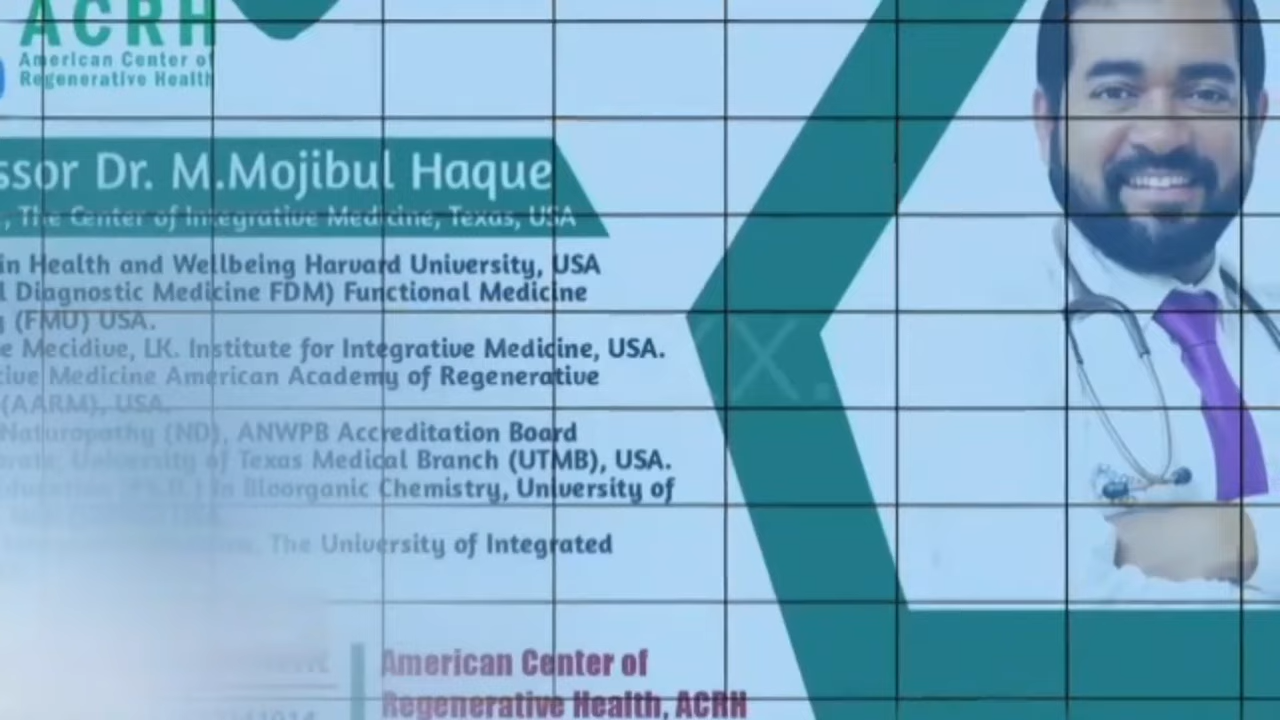 ACRH
American Center of
Regenerative Health
ssor Dr. M.Mojibul Haque
, The Center of Integrative Medicine, Texas, USA
in Health and Wellbeing Harvard University, USA
l Diagnostic Medicine FDM) Functional Medicine
(FMU) USA.
e Mecidive, LK. Institute for Integrative Medicine, USA.
tive Medicine American Academy of Regenerative
(AARM), USA.
Naturopathy (ND), ANWPB Accreditation Board
University of Texas Medical Branch (UTMB), USA.
in Bloorganic Chemistry, University of
The University of Integrated
American Center of
Regenerative Health, ACRH